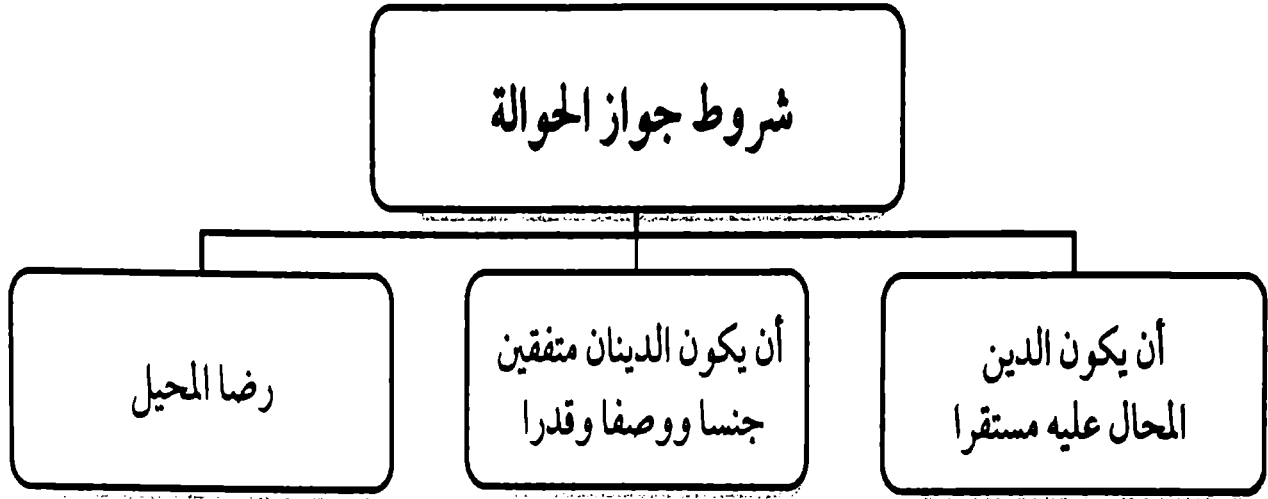 شروط جواز الحوالة
أن يكون الدين
المحال عليه مستقرا
أن يكون الدينان متفقين
جنسا ووصفا وقدرا
رضا المحيل